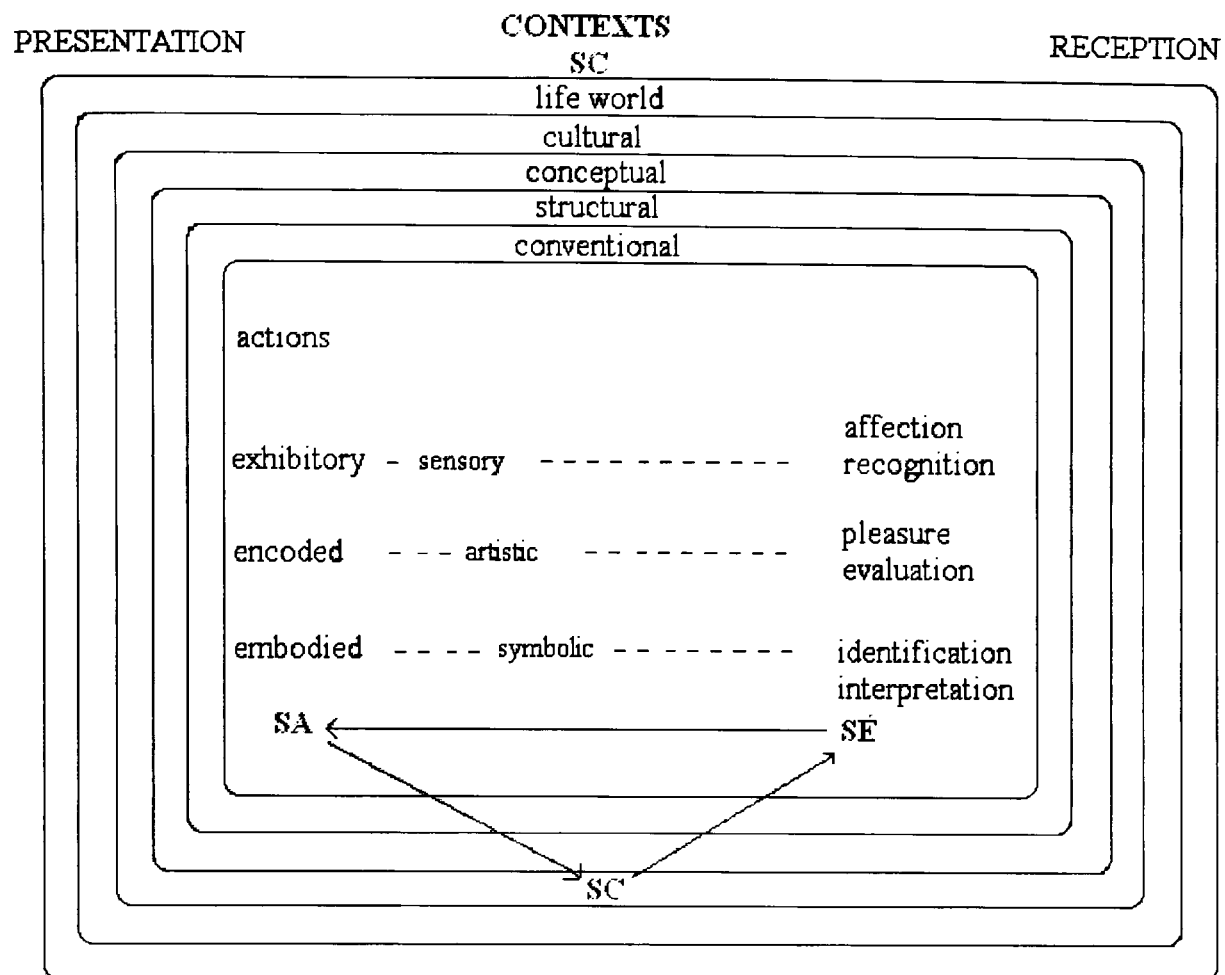 PRESENTATION
CONTEXTS
RECEPTION
SC
life world
cultural
conceptual
structural
conventional
actions
exhibitory - sensory - - - - - - - - - - -
affection
recognition
encoded - - - artistic - - - - - - - - -
pleasure
evaluation
embodied - - - - symbolic - - - - - - - -
identification
interpretation
SA
SE
SC